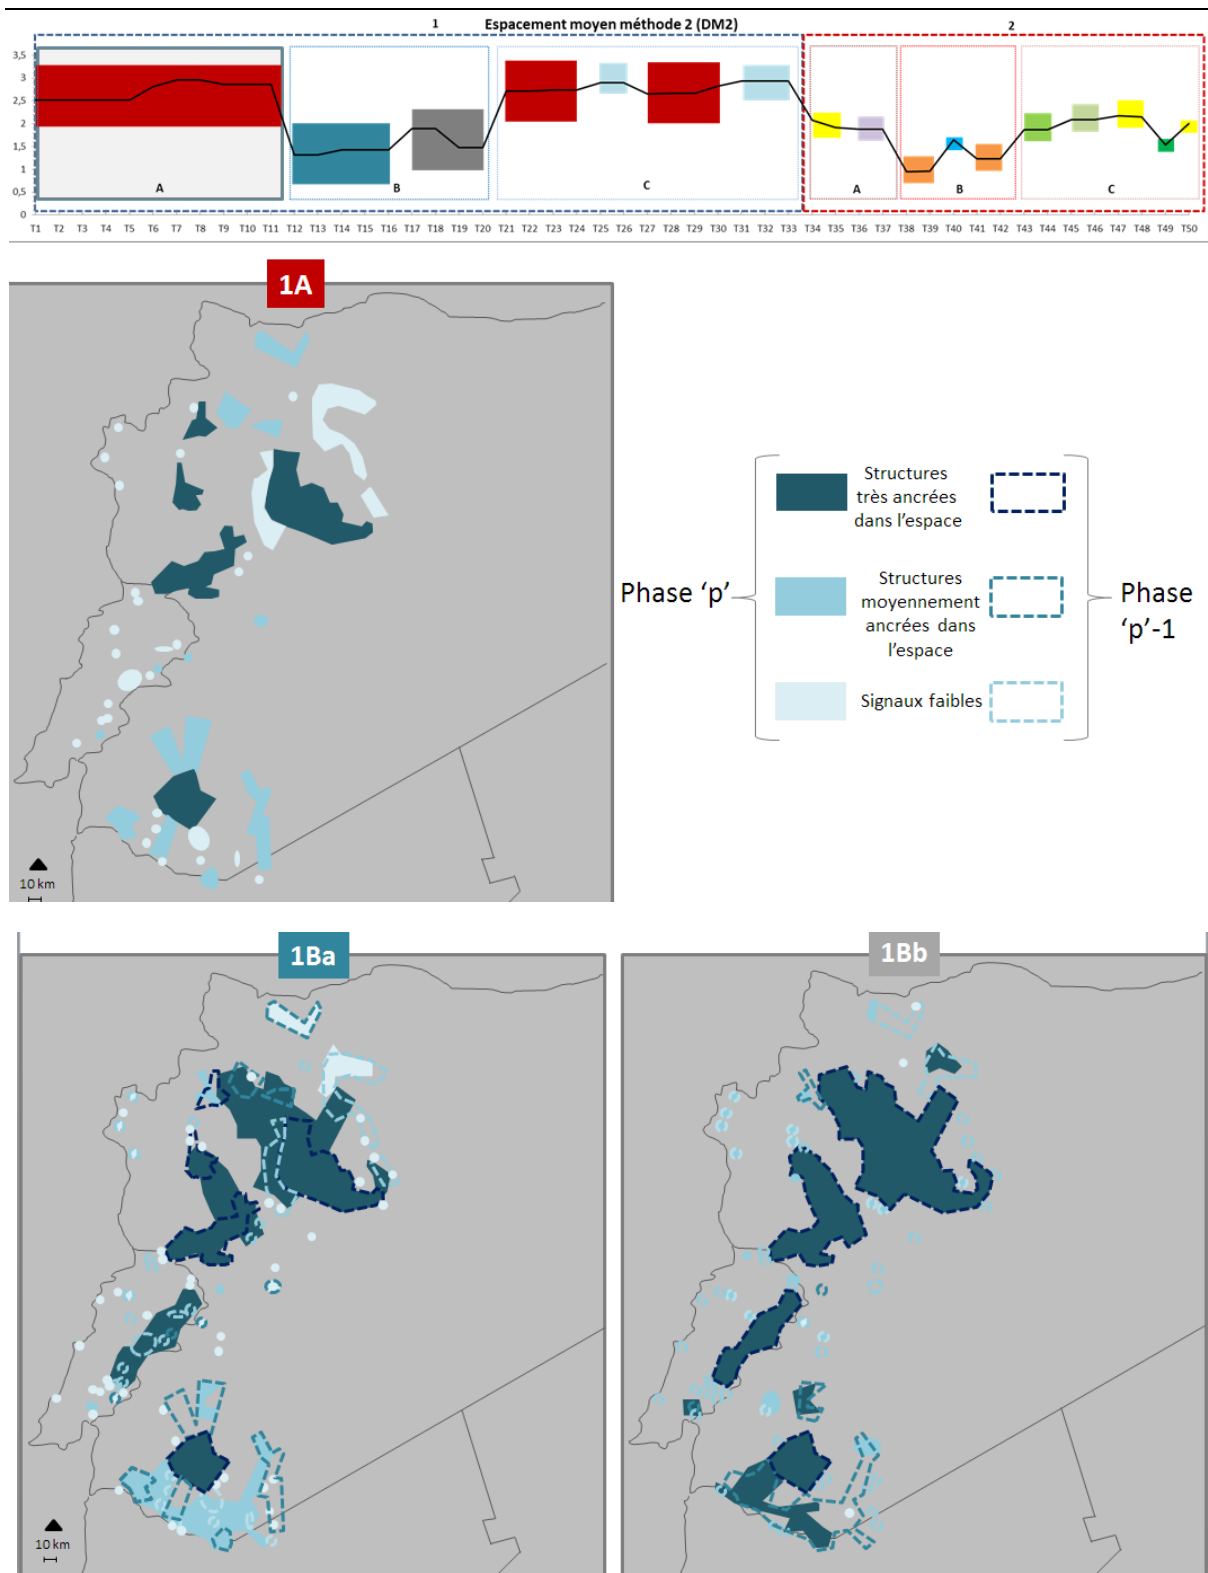 1 Espacement moyen méthode 2 (DM2) 2
3,5
3
2,5
2
1,5
1
0,5
0
A B C A B C
T1 T2 T3 T4 T5 T6 T7 T8 T9 T10 T11 T12 T13 T14 T15 T16 T17 T18 T19 T20 T21 T22 T23 T24 T25 T26 T27 T28 T29 T30 T31 T32 T33 T34 T35 T36 T37 T38 T39 T40 T41 T42 T43 T44 T45 T46 T47 T48 T49 T50
1A
10 km
Phase ‘p’
Structures
très ancrées
dans l’espace
Structures
moyennement
ancrées dans
l’espace
Signaux faibles
Phase
‘p’-1
1Ba
10 km
1Bb